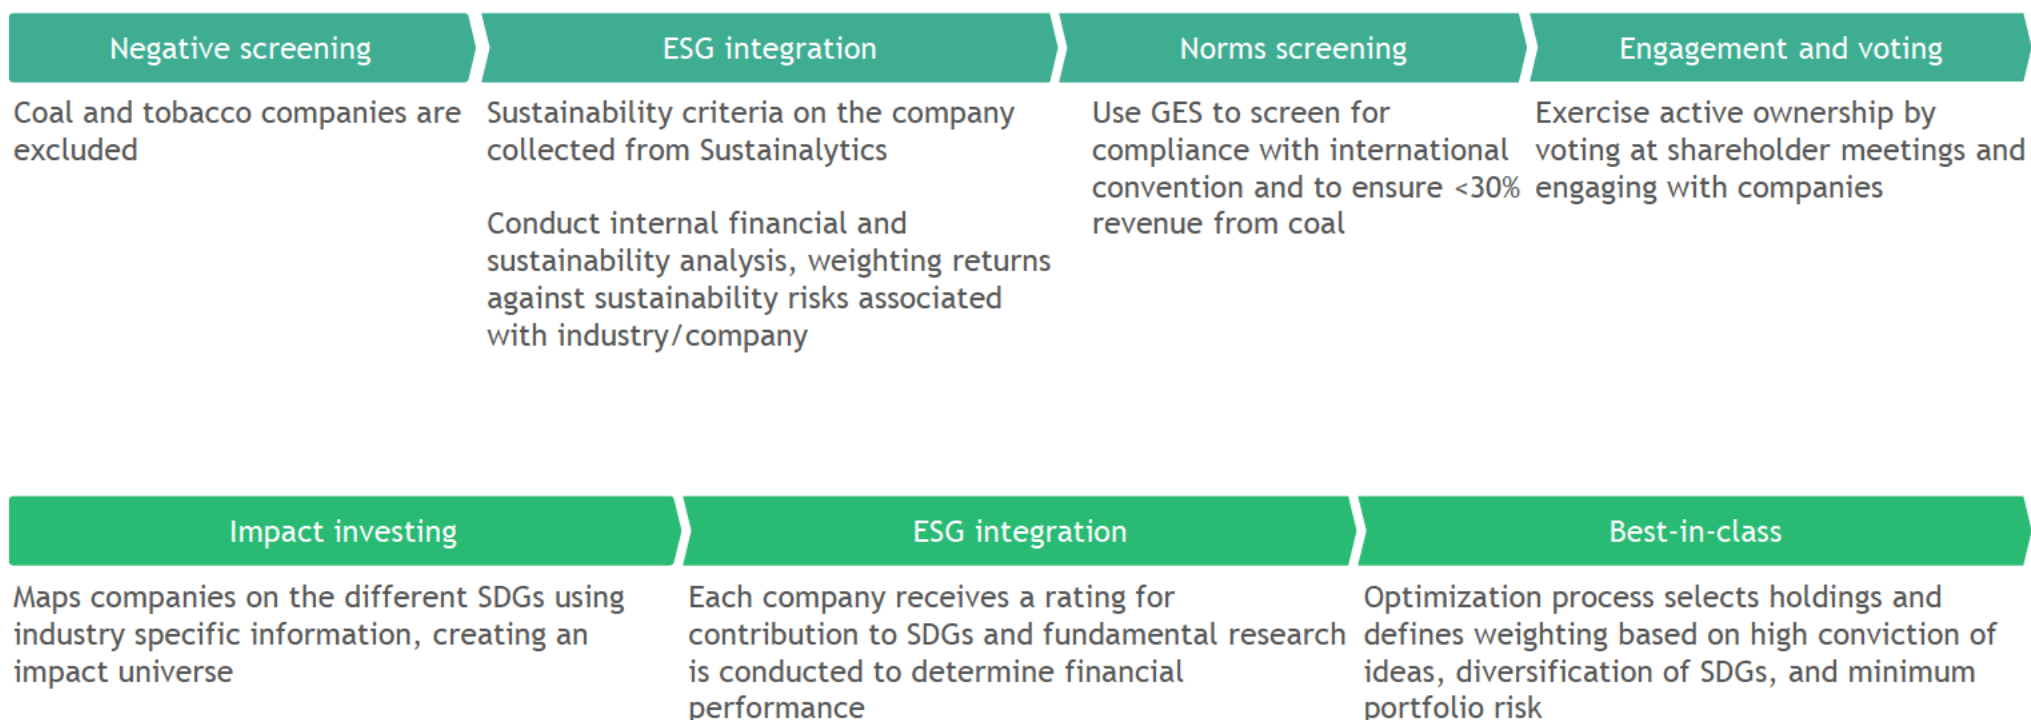 Negative screening
Coal and tobacco companies are
excluded
ESG integration
Sustainability criteria on the company
collected from Sustainalytics
Conduct internal financial and
sustainability analysis, weighting returns
against sustainability risks associated
with industry/company
Norms screening
Use GES to screen for
compliance with international
convention and to ensure <30%
revenue from coal
Engagement and voting
Exercise active ownership by
voting at shareholder meetings and
engaging with companies
Impact investing
Maps companies on the different SDGs using
industry specific information, creating an
impact universe
ESG integration
Each company receives a rating for
contribution to SDGs and fundamental research
is conducted to determine financial
performance
Best-in-class
Optimization process selects holdings and
defines weighting based on high conviction of
ideas, diversification of SDGs, and minimum
portfolio risk